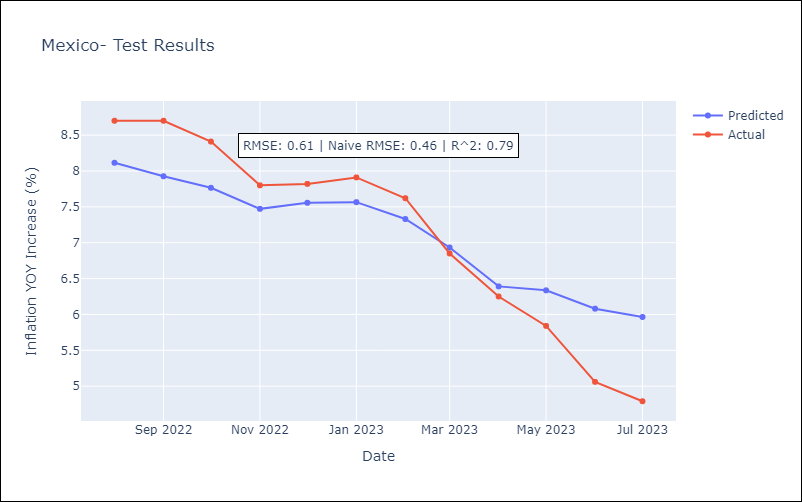 Mexico- Test Results
Predicted
Actual
RMSE: 0.61 | Naive RMSE: 0.46 | R^2: 0.79
Inflation YOY Increase (%)
8.5
8
7.5
7
6.5
6
5.5
5
Sep 2022
Nov 2022
Jan 2023
Mar 2023
May 2023
Jul 2023
Date